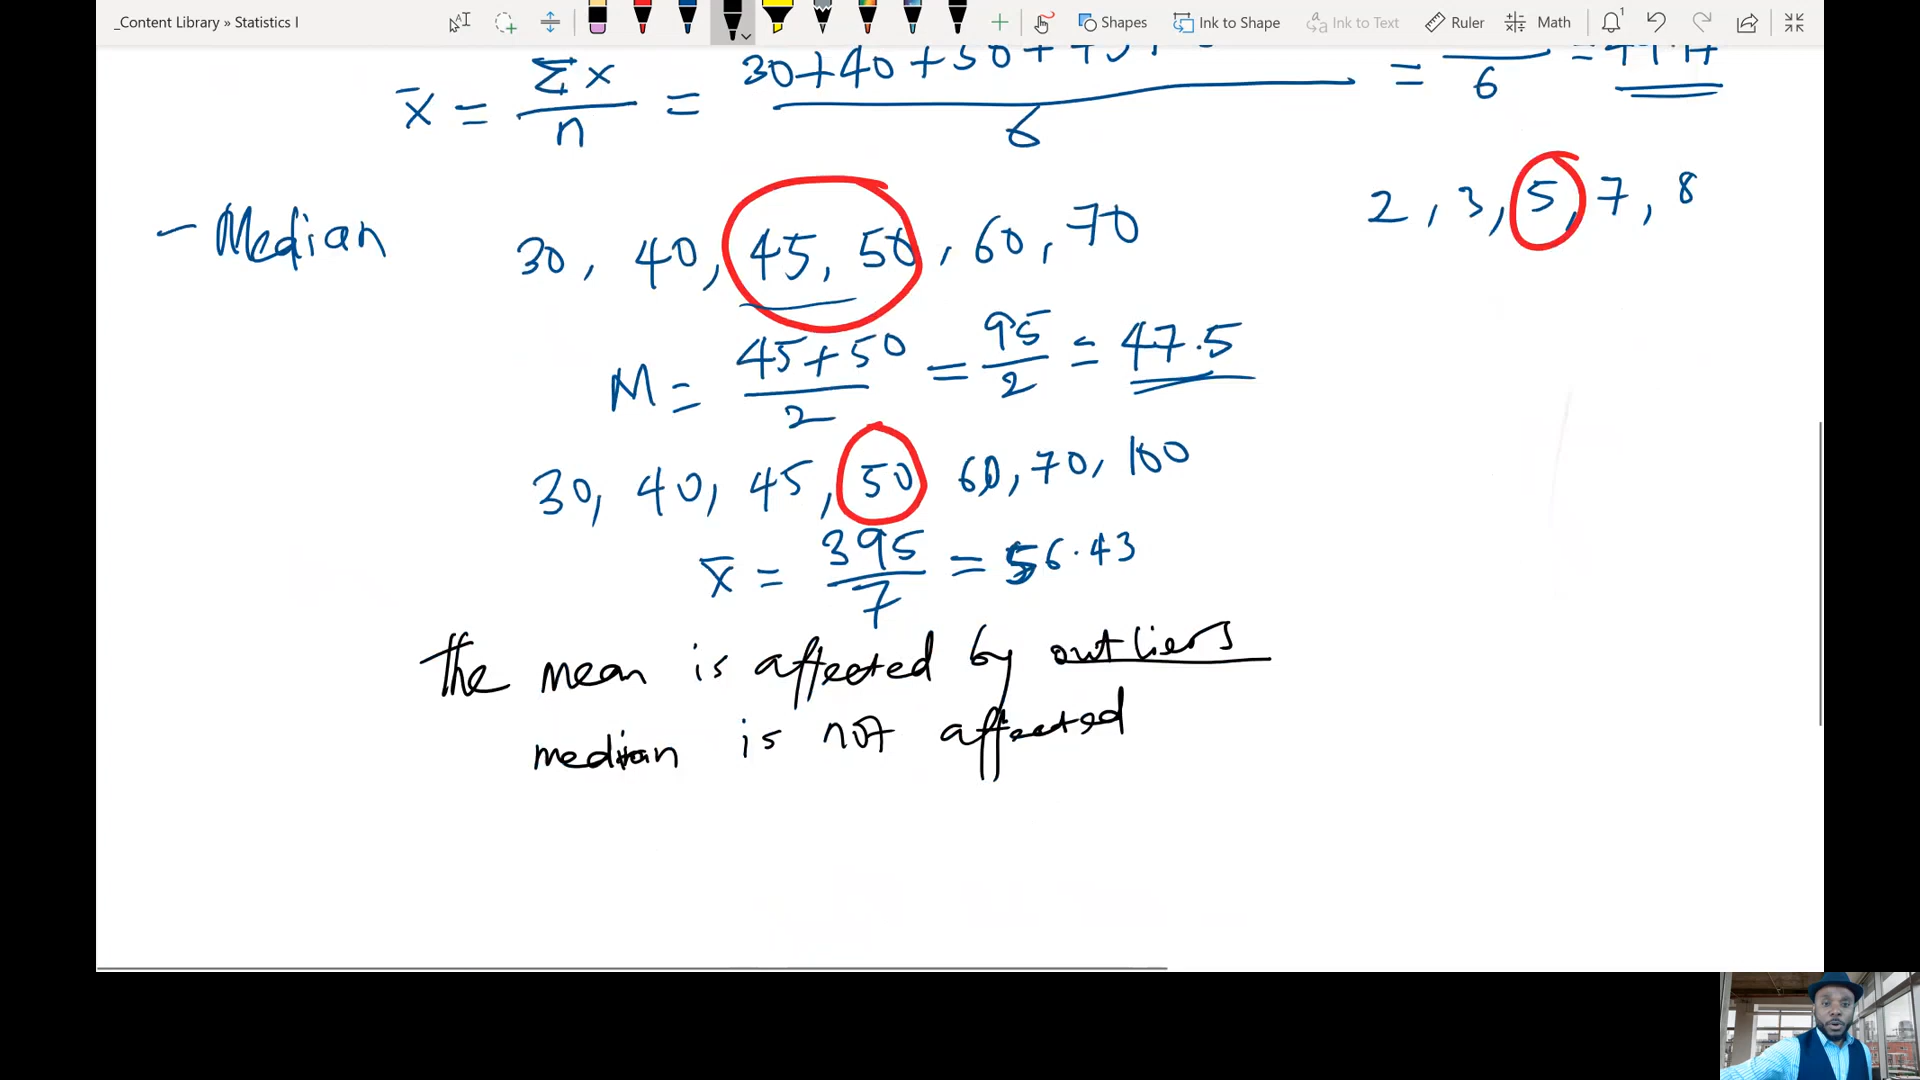 _Content Library » Statistics I
Shapes Ink to Shape Ink to Text Ruler Math 1
x̄ = Σx / n = 30+40+50+45+ / 6 = / 6 =
2, 3, 5, 7, 8
- Median 30, 40, 45, 50, 60, 70
M = 45+50 / 2 = 95 / 2 = 47.5
30, 40, 45, 50 60, 70, 100
x̄ = 395 / 7 = 56.43
The mean is affected by outliers
median is not affected